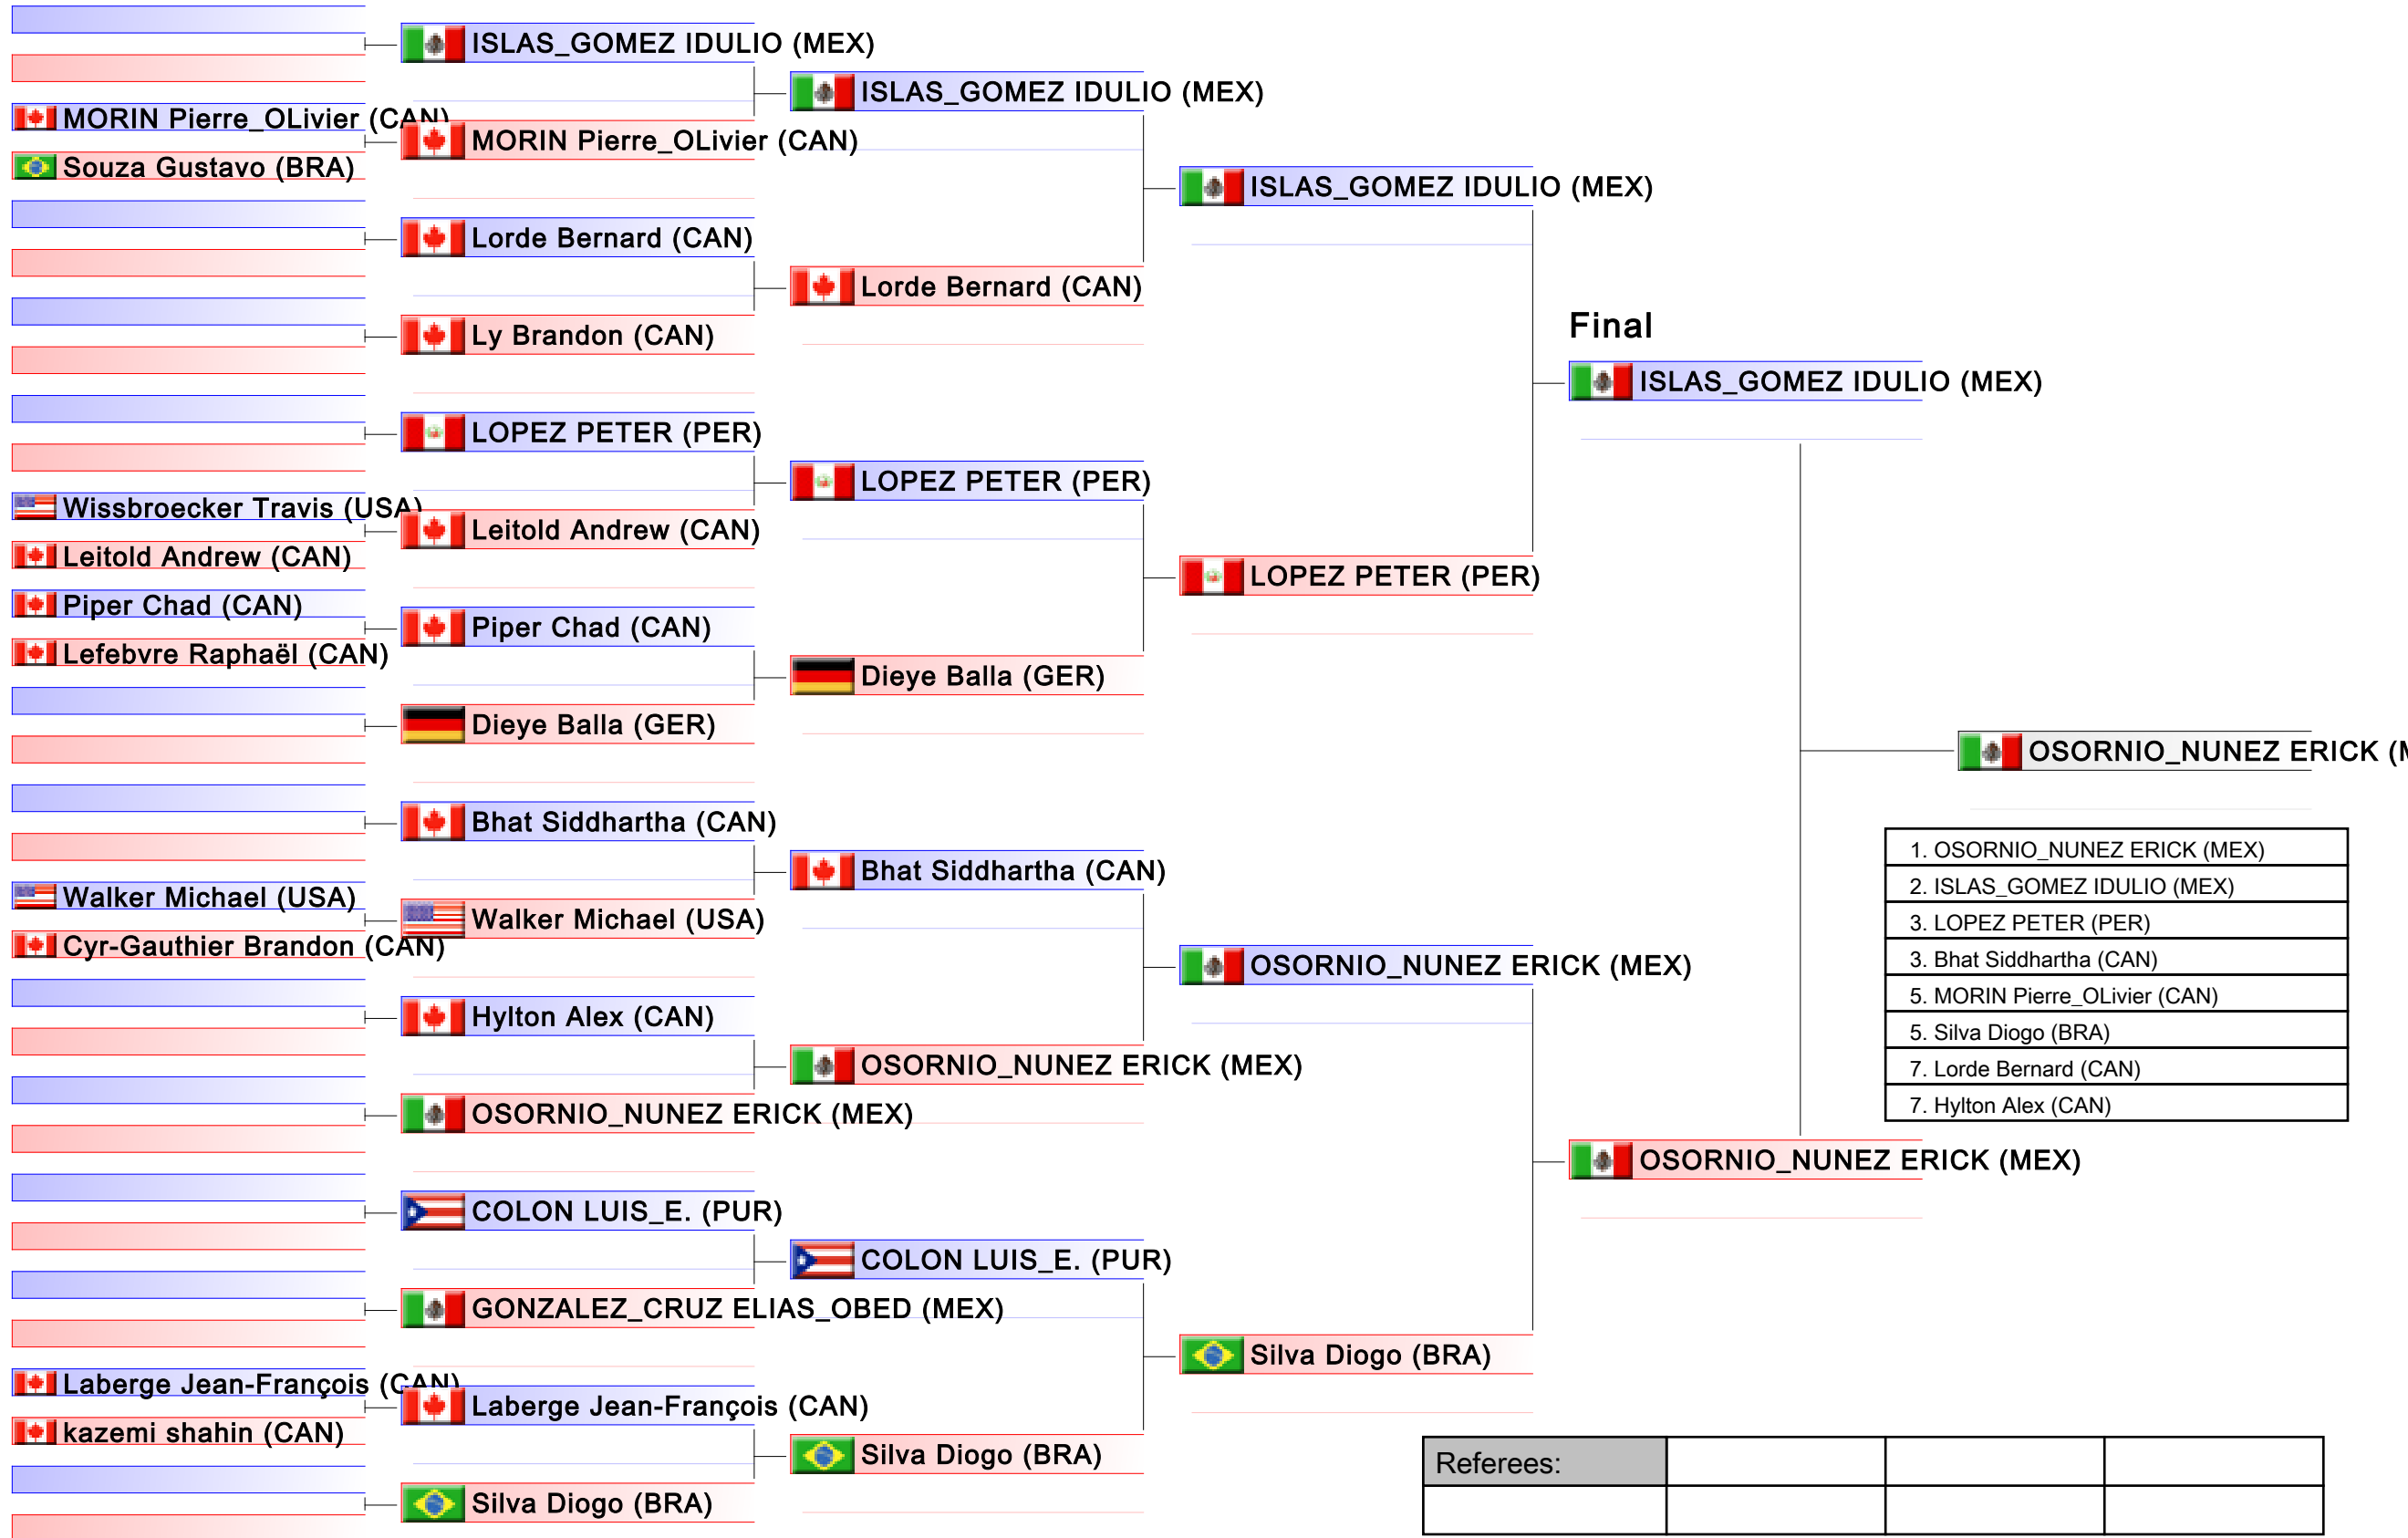 MORIN Pierre_OLivier (CAN)
Souza Gustavo (BRA)
Wissbroecker Travis (USA)
Leitold Andrew (CAN)
Piper Chad (CAN)
Lefebvre Raphaël (CAN)
Walker Michael (USA)
Cyr-Gauthier Brandon (CAN)
Laberge Jean-François (CAN)
kazemi shahin (CAN)
ISLAS_GOMEZ IDULIO (MEX)
MORIN Pierre_OLivier (CAN)
Lorde Bernard (CAN)
Ly Brandon (CAN)
LOPEZ PETER (PER)
Leitold Andrew (CAN)
Piper Chad (CAN)
Dieye Balla (GER)
Bhat Siddhartha (CAN)
Walker Michael (USA)
Hylton Alex (CAN)
OSORNIO_NUNEZ ERICK (MEX)
COLON LUIS_E. (PUR)
GONZALEZ_CRUZ ELIAS_OBED (MEX)
Laberge Jean-François (CAN)
Silva Diogo (BRA)
ISLAS_GOMEZ IDULIO (MEX)
Lorde Bernard (CAN)
LOPEZ PETER (PER)
Dieye Balla (GER)
Bhat Siddhartha (CAN)
OSORNIO_NUNEZ ERICK (MEX)
COLON LUIS_E. (PUR)
Silva Diogo (BRA)
ISLAS_GOMEZ IDULIO (MEX)
LOPEZ PETER (PER)
OSORNIO_NUNEZ ERICK (MEX)
Silva Diogo (BRA)
Final
ISLAS_GOMEZ IDULIO (MEX)
OSORNIO_NUNEZ ERICK (MEX)
OSORNIO_NUNEZ ERICK (
1. OSORNIO_NUNEZ ERICK (MEX)
2. ISLAS_GOMEZ IDULIO (MEX)
3. LOPEZ PETER (PER)
3. Bhat Siddhartha (CAN)
5. MORIN Pierre_OLivier (CAN)
5. Silva Diogo (BRA)
7. Lorde Bernard (CAN)
7. Hylton Alex (CAN)
Referees: